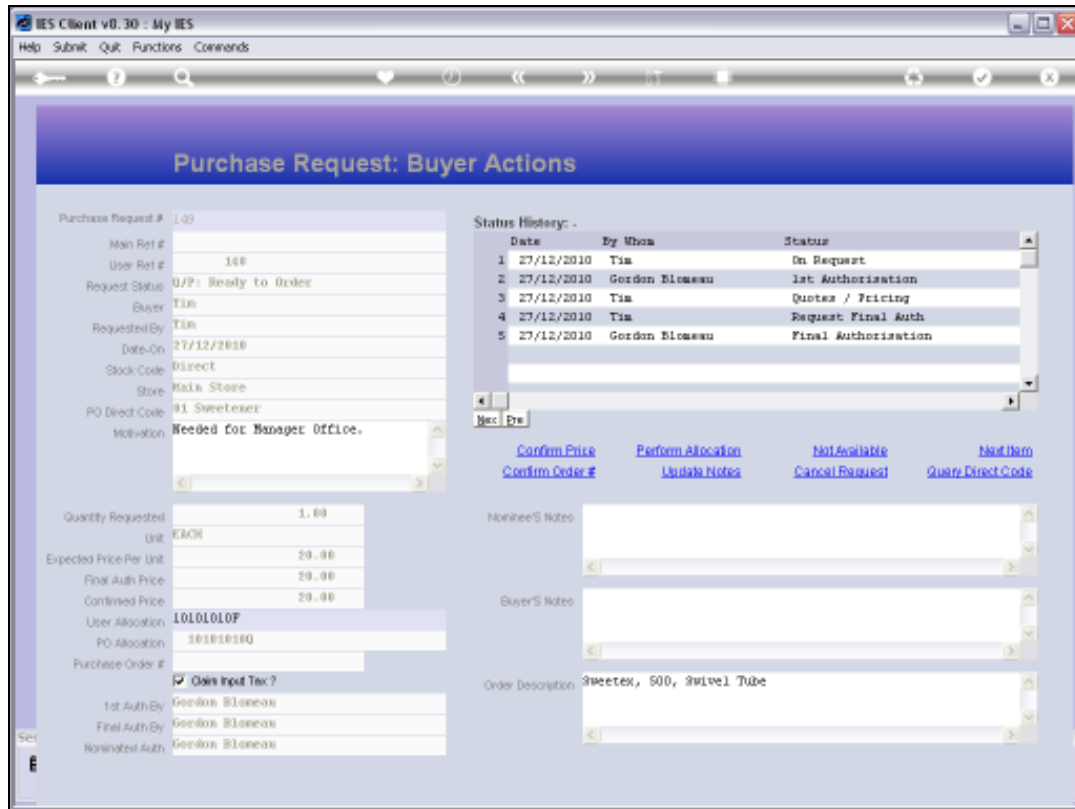 IES Client v8.30 : My IES
Help Submit Quit Functions Commands
Purchase Request: Buyer Actions
Purchase Request # 149
Main Ref #
User Ref # 168
Request Status Q/P: Ready to Order
Buyer Tim
Requested By Tim
Date-On 27/12/2010
Stock Code Direct
Store Main Store
PO Direct Code 01 Sweetener
Motivation Needed for Manager Office.
Status History: -
Date By Whom Status
1 27/12/2010 Tim On Request
2 27/12/2010 Gordon Blomeau 1st Authorisation
3 27/12/2010 Tim Quotes / Pricing
4 27/12/2010 Tim Request Final Auth
5 27/12/2010 Gordon Blomeau Final Authorisation
Nex Pre
Confirm Price Perform Allocation Not Available Next Item
Confirm Order # Update Notes Cancel Request Query Direct Code
Quantity Requested 1.00
Unit EACH
Expected Price Per Unit 20.00
Final Auth Price 20.00
Confirmed Price 20.00
User Allocation 10101010F
PO Allocation 10101010Q
Purchase Order #
Claim Input Tax ?
1st Auth By Gordon Blomeau
Final Auth By Gordon Blomeau
Nominated Auth Gordon Blomeau
Nominee'S Notes
Buyer'S Notes
Order Description Sweetex, 500, Swivel Tube